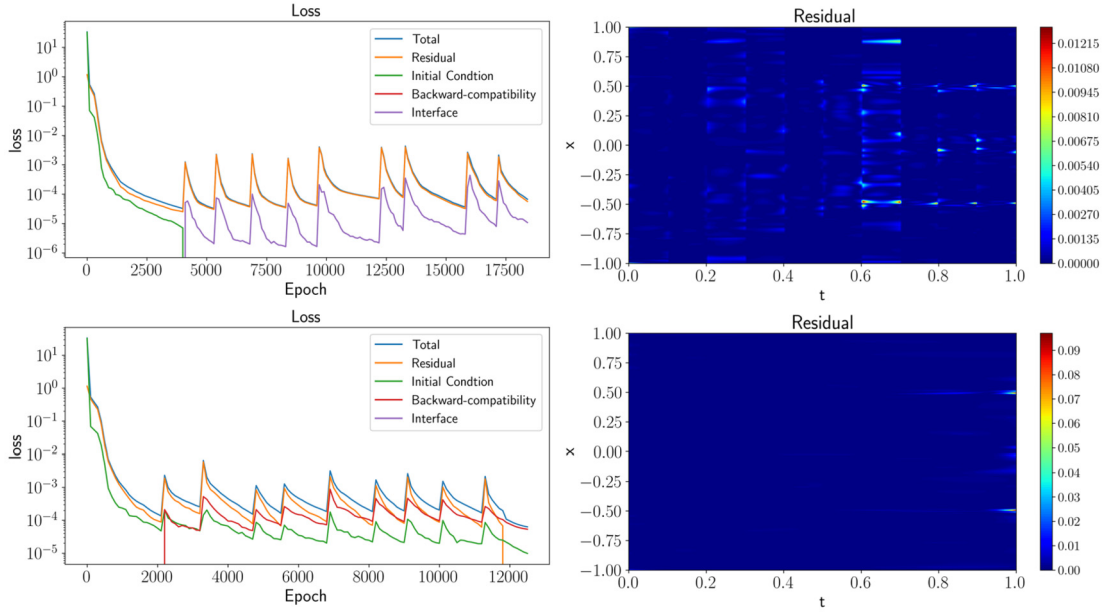 Loss
10^1
10^0
10^-1
10^-2
10^-3
10^-4
10^-5
10^-6
loss
Total
Residual
Initial Condtion
Backward-compatibility
Interface
0 2500 5000 7500 10000 12500 15000 17500
Epoch
Residual
1.00
0.75
0.50
0.25
0.00
−0.25
−0.50
−0.75
−1.00
x
0.0 0.2 0.4 0.6 0.8 1.0
t
0.01215
0.01080
0.00945
0.00810
0.00675
0.00540
0.00405
0.00270
0.00135
0.00000
Loss
10^1
10^0
10^-1
10^-2
10^-3
10^-4
10^-5
loss
Total
Residual
Initial Condtion
Backward-compatibility
Interface
0 2000 4000 6000 8000 10000 12000
Epoch
Residual
1.00
0.75
0.50
0.25
0.00
−0.25
−0.50
−0.75
−1.00
x
0.0 0.2 0.4 0.6 0.8 1.0
t
0.09
0.08
0.07
0.06
0.05
0.04
0.03
0.02
0.01
0.00